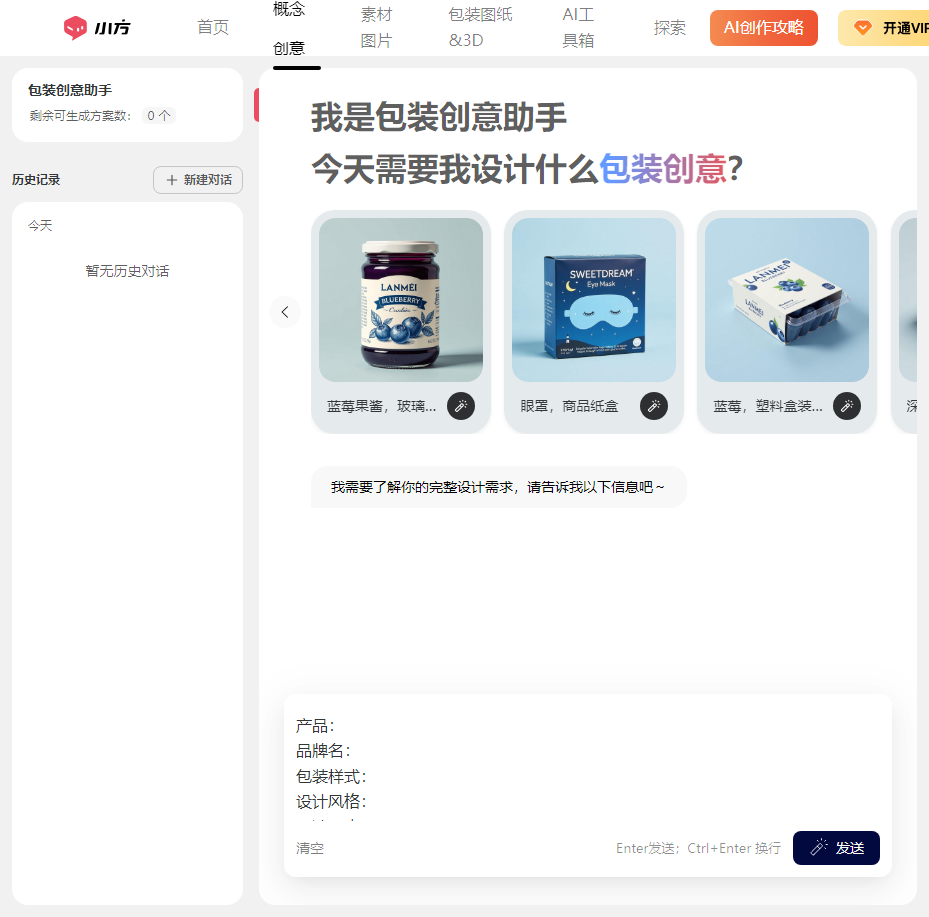 小方
首页
概念
创意
素材
图片
包装图纸
&3D
AI工
具箱
探索
AI创作攻略
开通VIP
包装创意助手
剩余可生成方案数： 0 个
历史记录
新建对话
今天
暂无历史对话
我是包装创意助手
今天需要我设计什么包装创意？
LANMEI
BLUEBERRY
SWEETDREAM
Eye Mask
LANMEI
LANMEI
蓝莓果酱，玻璃...
眼罩，商品纸盒
蓝莓，塑料盒装...
深
我需要了解你的完整设计需求，请告诉我以下信息吧 ~
产品：
品牌名：
包装样式：
设计风格：
清空
Enter发送；Ctrl+Enter 换行
发送